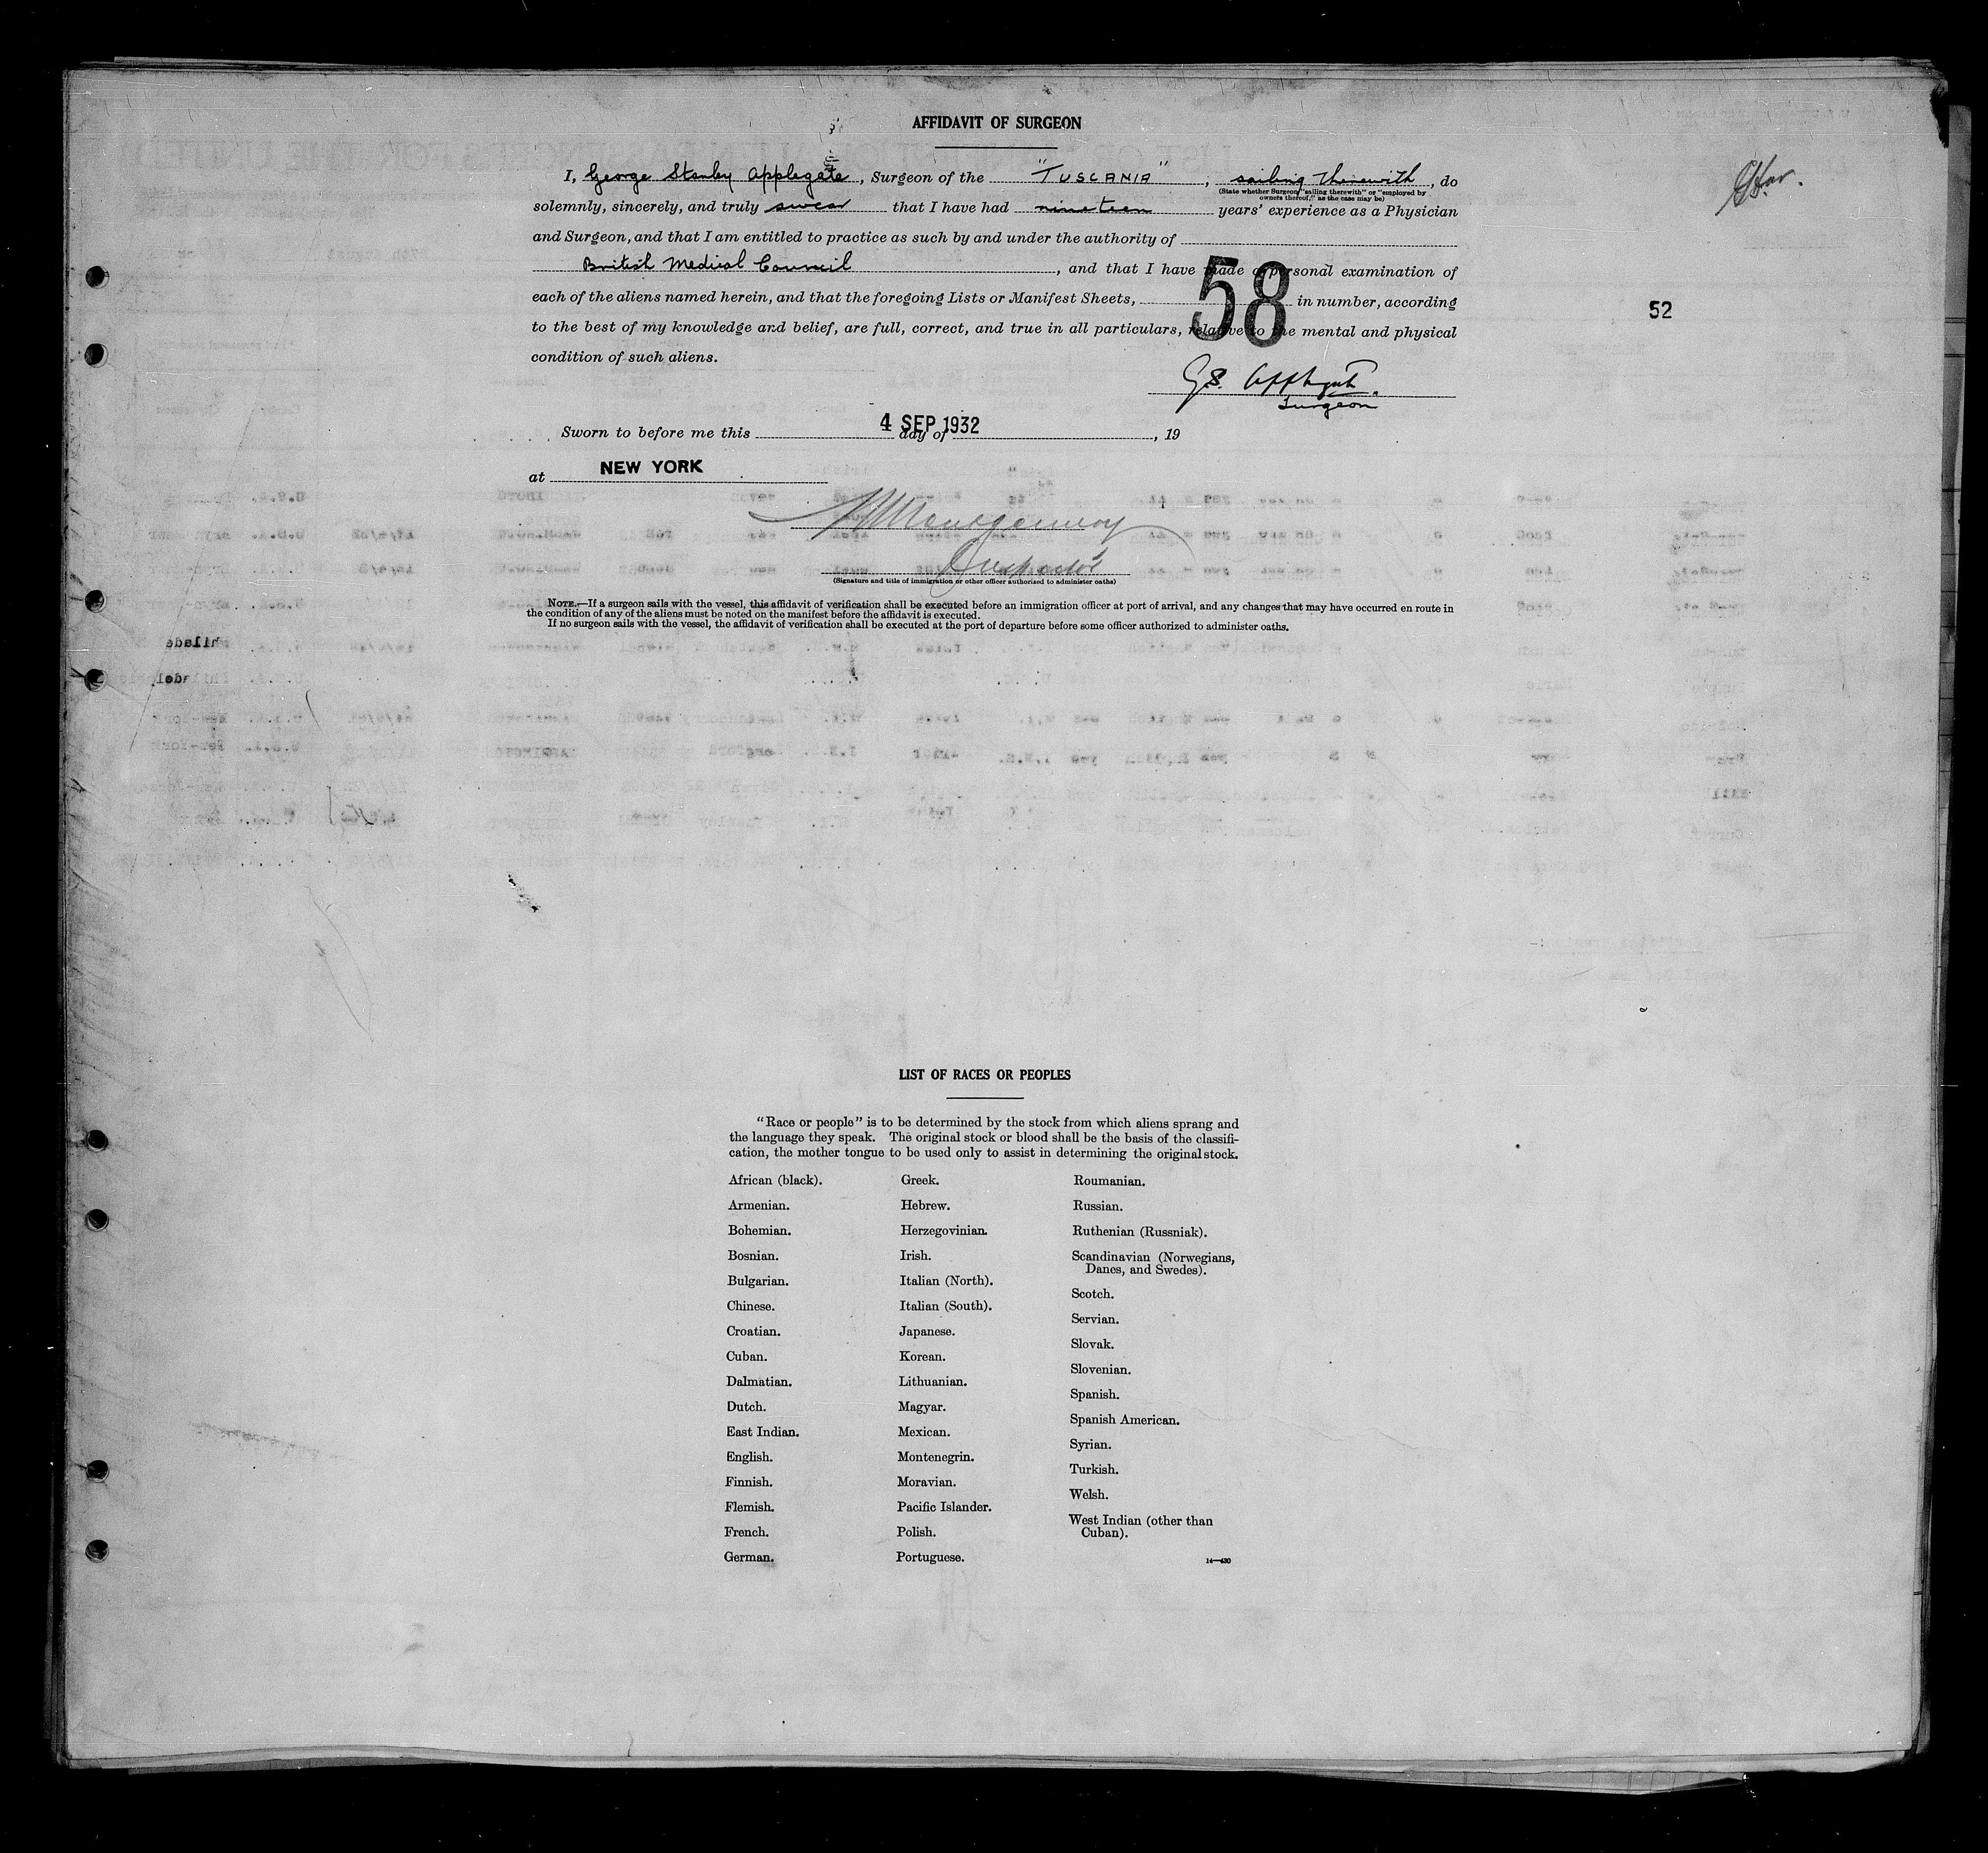 AFFIDAVIT OF SURGEON
I, George Stanley Applegate, Surgeon of the "TUSCANIA", sailing therewith, do
(State whether Surgeon "sailing therewith" or "employed by
owners thereof," as the case may be)
solemnly, sincerely, and truly swear that I have had nineteen years' experience as a Physician
and Surgeon, and that I am entitled to practice as such by and under the authority of
British Medical Council, and that I have made a personal examination of
each of the aliens named herein, and that the foregoing Lists or Manifest Sheets, 58 in number, according
52
to the best of my knowledge and belief, are full, correct, and true in all particulars, relative to the mental and physical
condition of such aliens.
G.S. Applegate.
Surgeon
Sworn to before me this 4 SEP 1932 day of , 19
at NEW YORK
Montgomery
Inspector
(Signature and title of immigration or other officer authorized to administer oaths)
NOTE.—If a surgeon sails with the vessel, this affidavit of verification shall be executed before an immigration officer at port of arrival, and any changes that may have occurred en route in
the condition of any of the aliens must be noted on the manifest before the affidavit is executed.
If no surgeon sails with the vessel, the affidavit of verification shall be executed at the port of departure before some officer authorized to administer oaths.
LIST OF RACES OR PEOPLES
"Race or people" is to be determined by the stock from which aliens sprang and
the language they speak. The original stock or blood shall be the basis of the classifi-
cation, the mother tongue to be used only to assist in determining the original stock.
African (black).
Armenian.
Bohemian.
Bosnian.
Bulgarian.
Chinese.
Croatian.
Cuban.
Dalmatian.
Dutch.
East Indian.
English.
Finnish.
Flemish.
French.
German.
Greek.
Hebrew.
Herzegovinian.
Irish.
Italian (North).
Italian (South).
Japanese.
Korean.
Lithuanian.
Magyar.
Mexican.
Montenegrin.
Moravian.
Pacific Islander.
Polish.
Portuguese.
Roumanian.
Russian.
Ruthenian (Russniak).
Scandinavian (Norwegians,
Danes, and Swedes).
Scotch.
Servian.
Slovak.
Slovenian.
Spanish.
Spanish American.
Syrian.
Turkish.
Welsh.
West Indian (other than
Cuban).
14—430